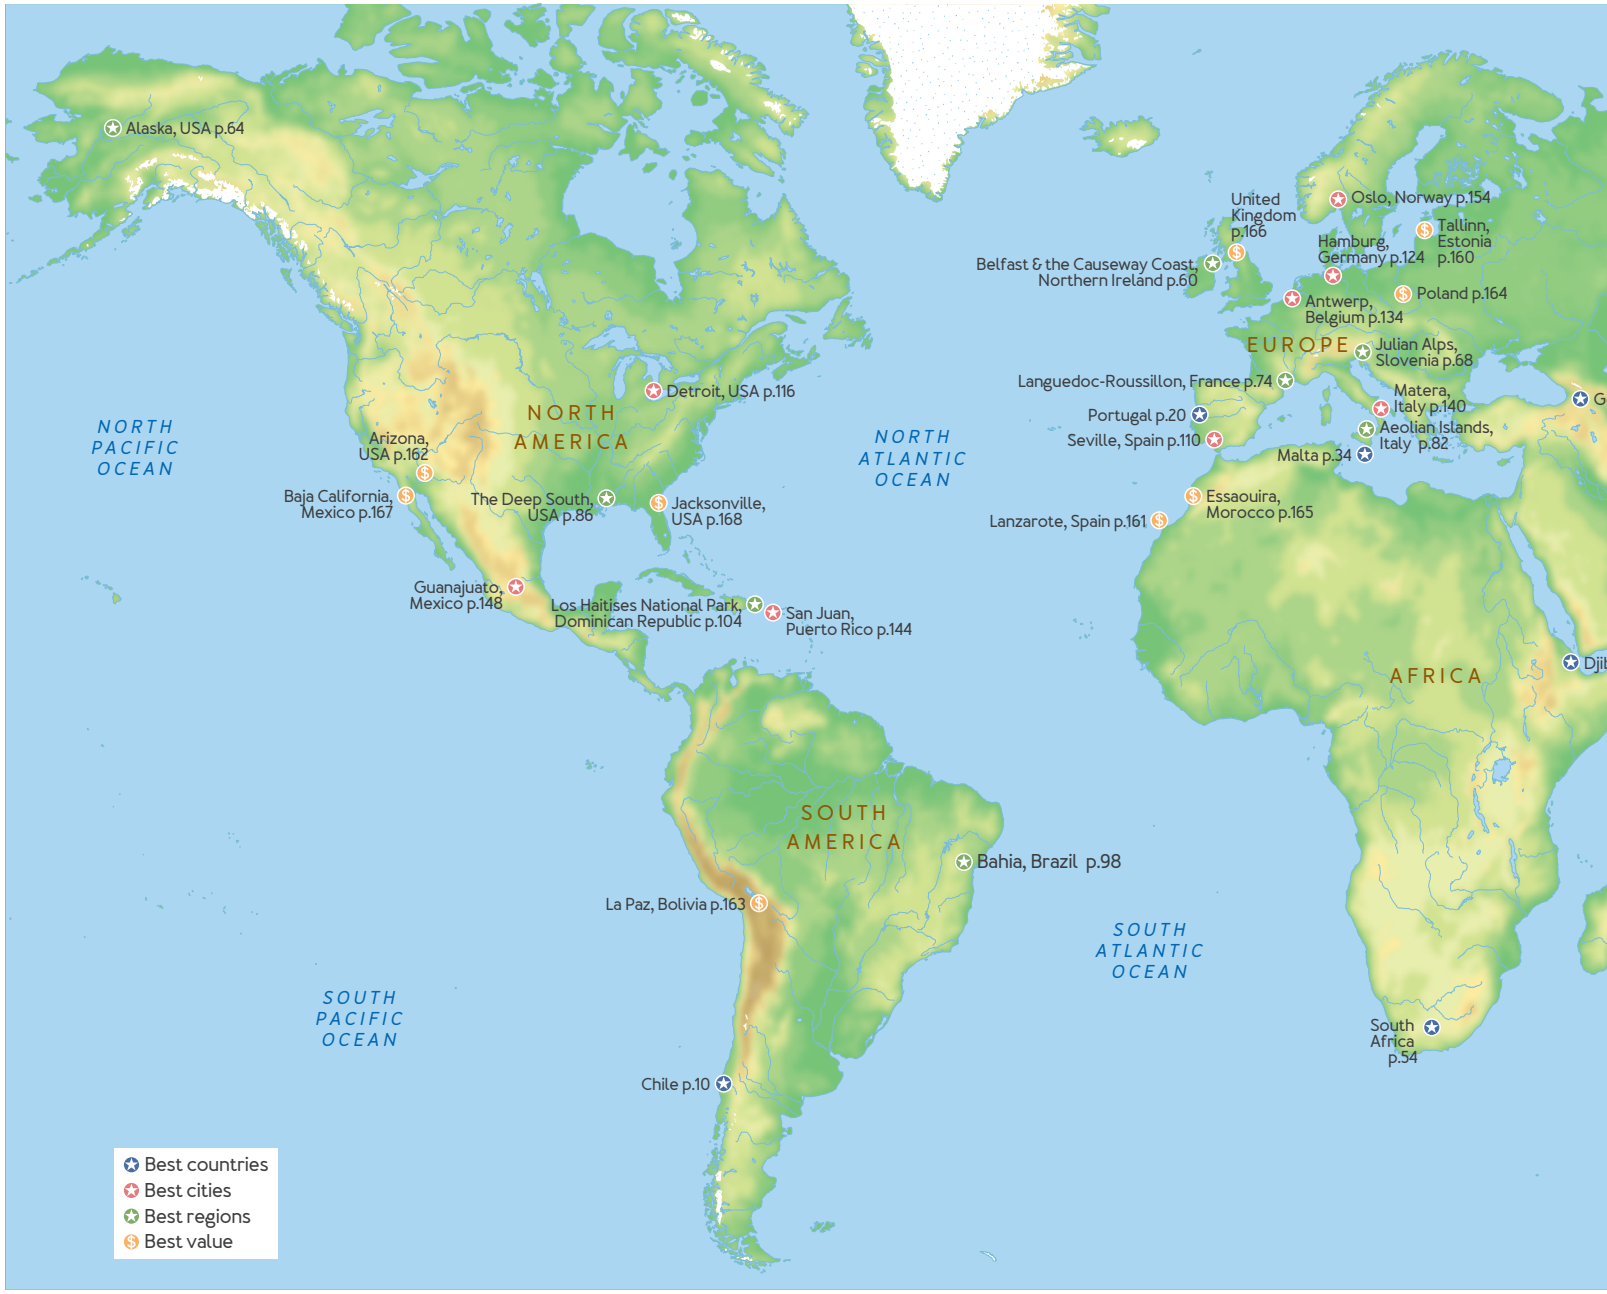 Alaska, USA p.64
United
Kingdom
p.166
Oslo, Norway p.154
Tallinn,
Estonia
p.160
Hamburg,
Germany p.124
Belfast & the Causeway Coast,
Northern Ireland p.60
Poland p.164
Antwerp,
Belgium p.134
EUROPE
Julian Alps,
Slovenia p.68
Languedoc-Roussillon, France p.74
Detroit, USA p.116
Matera,
Italy p.140
G
Portugal p.20
NORTH
AMERICA
Aeolian Islands,
Italy p.82
NORTH
PACIFIC
OCEAN
Arizona,
USA p.162
NORTH
ATLANTIC
OCEAN
Seville, Spain p.110
Malta p.34
Baja California,
Mexico p.167
The Deep South,
USA p.86
Jacksonville,
USA p.168
Essaouira,
Morocco p.165
Lanzarote, Spain p.161
Guanajuato,
Mexico p.148
Los Haitises National Park,
Dominican Republic p.104
San Juan,
Puerto Rico p.144
Djib
AFRICA
SOUTH
AMERICA
Bahia, Brazil p.98
La Paz, Bolivia p.163
SOUTH
ATLANTIC
OCEAN
SOUTH
PACIFIC
OCEAN
South
Africa
p.54
Chile p.10
Best countries
Best cities
Best regions
$ Best value